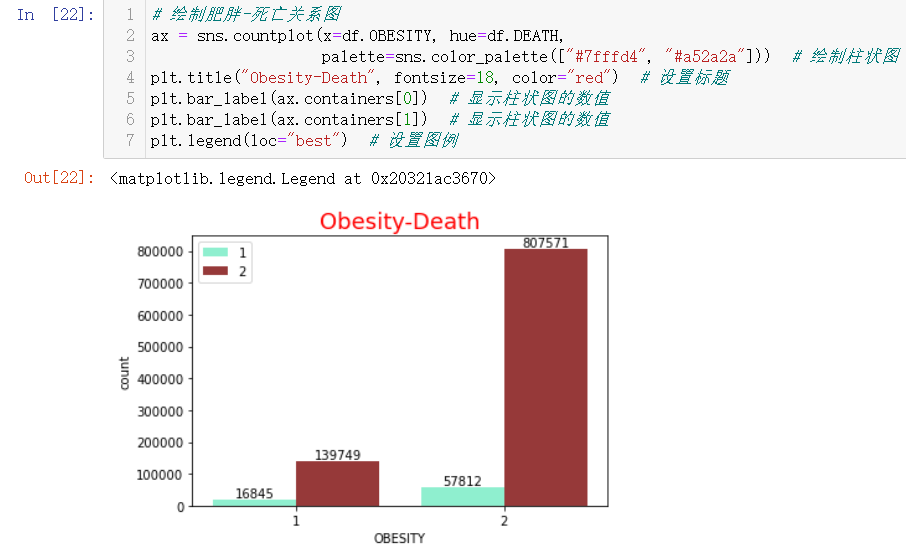 In [22]:
1 # 绘制肥胖-死亡关系图
2 ax = sns.countplot(x=df.OBESITY, hue=df.DEATH,
3 palette=sns.color_palette(["#7fffd4", "#a52a2a"])) # 绘制柱状图
4 plt.title("Obesity-Death", fontsize=18, color="red") # 设置标题
5 plt.bar_label(ax.containers[0]) # 显示柱状图的数值
6 plt.bar_label(ax.containers[1]) # 显示柱状图的数值
7 plt.legend(loc="best") # 设置图例
Out[22]: <matplotlib.legend.Legend at 0x20321ac3670>
Obesity-Death
1
2
800000
700000
600000
500000
400000
300000
200000
100000
0
count
16845
139749
57812
807571
1
2
OBESITY